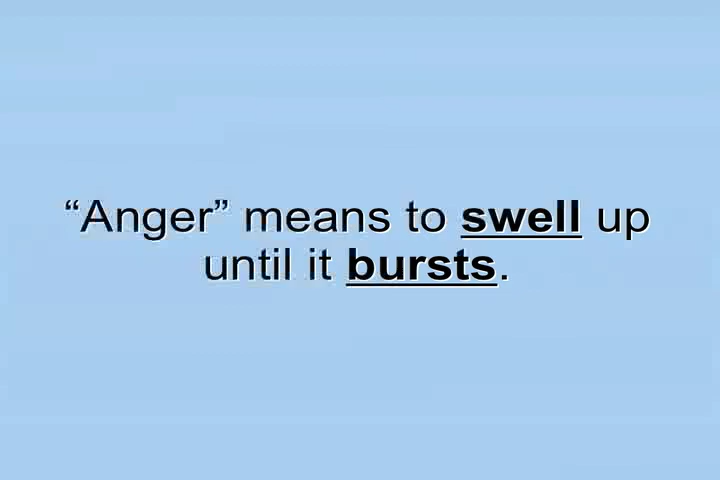 “Anger” means to swell up
until it bursts.